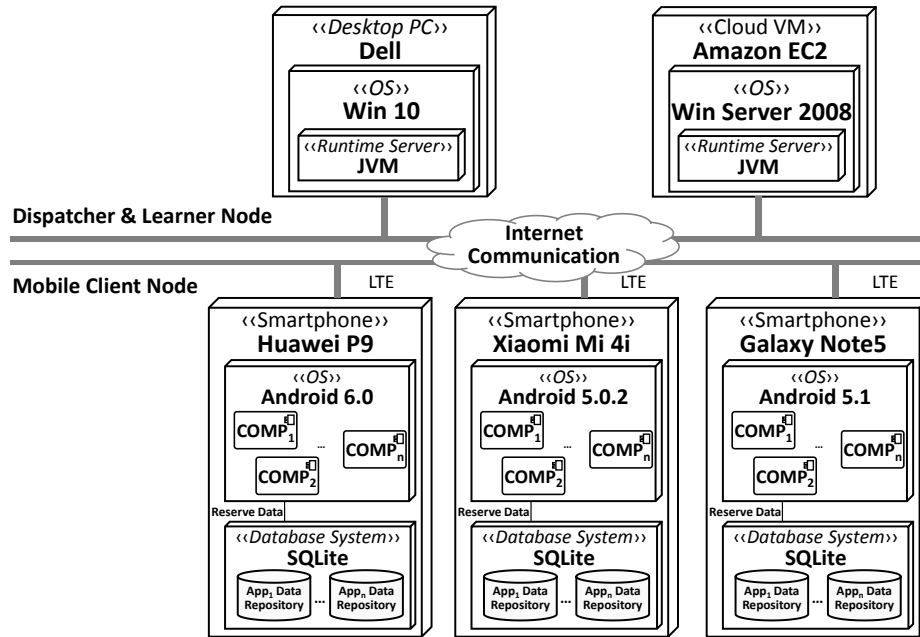 ‹‹Desktop PC››
Dell
‹‹OS››
Win 10
‹‹Runtime Server››
JVM
‹‹Cloud VM››
Amazon EC2
‹‹OS››
Win Server 2008
‹‹Runtime Server››
JVM
Dispatcher & Learner Node
Internet
Communication
Mobile Client Node
LTE
LTE
LTE
‹‹Smartphone››
Huawei P9
‹‹OS››
Android 6.0
COMP1
...
COMPn
COMP2
Reserve Data
‹‹Database System››
SQLite
App1 Data
Repository
...
Appn Data
Repository
‹‹Smartphone››
Xiaomi Mi 4i
‹‹OS››
Android 5.0.2
COMP1
...
COMPn
COMP2
Reserve Data
‹‹Database System››
SQLite
App1 Data
Repository
...
Appn Data
Repository
‹‹Smartphone››
Galaxy Note5
‹‹OS››
Android 5.1
COMP1
...
COMPn
COMP2
Reserve Data
‹‹Database System››
SQLite
App1 Data
Repository
...
Appn Data
Repository